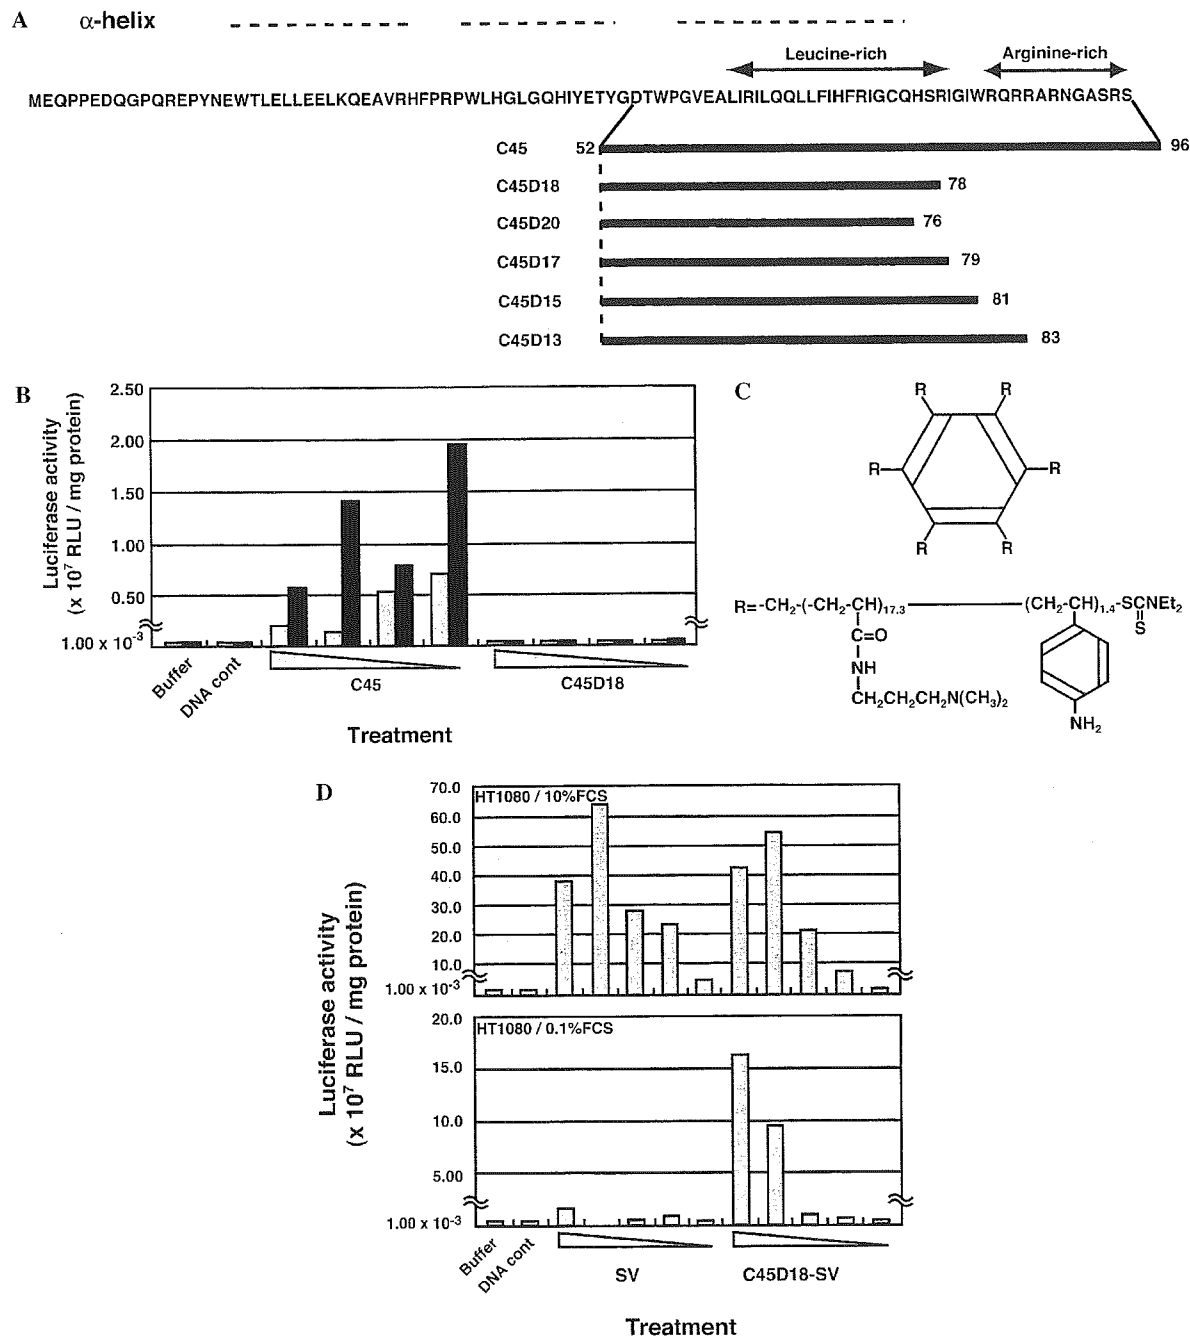 A
α-helix
Leucine-rich
Arginine-rich
MEQPPEDQGPQREPYNEWTLELLEELKQEAVRHFPRPWLHGLGQHIYETYGDTWPGVEALIRILQQLLFIHFRIGCQHSRIGIWRQRRARNGASRS
C45 52 96
C45D18 78
C45D20 76
C45D17 79
C45D15 81
C45D13 83
B
Luciferase activity
(x 10⁷ RLU / mg protein)
2.50
2.00
1.50
1.00
0.50
1.00 x 10⁻³
Buffer
DNA cont
C45
C45D18
Treatment
C
R
R
R
R
R
R
R=-CH₂-(-CH₂-CH)₁₇.₃ (CH₂-CH)₁.₄-SCNEt₂
S
C=O
NH
CH₂CH₂CH₂N(CH₃)₂
NH₂
D
Luciferase activity
(x 10⁷ RLU / mg protein)
HT1080 / 10%FCS
70.0
60.0
50.0
40.0
30.0
20.0
10.0
1.00 x 10⁻³
HT1080 / 0.1%FCS
20.0
15.0
10.0
5.00
1.00 x 10⁻³
Buffer
DNA cont
SV
C45D18-SV
Treatment